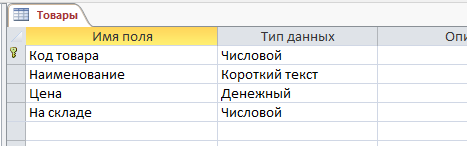 Товары
Имя поля Тип данных Опи
Код товара Числовой
Наименование Короткий текст
Цена Денежный
На складе Числовой